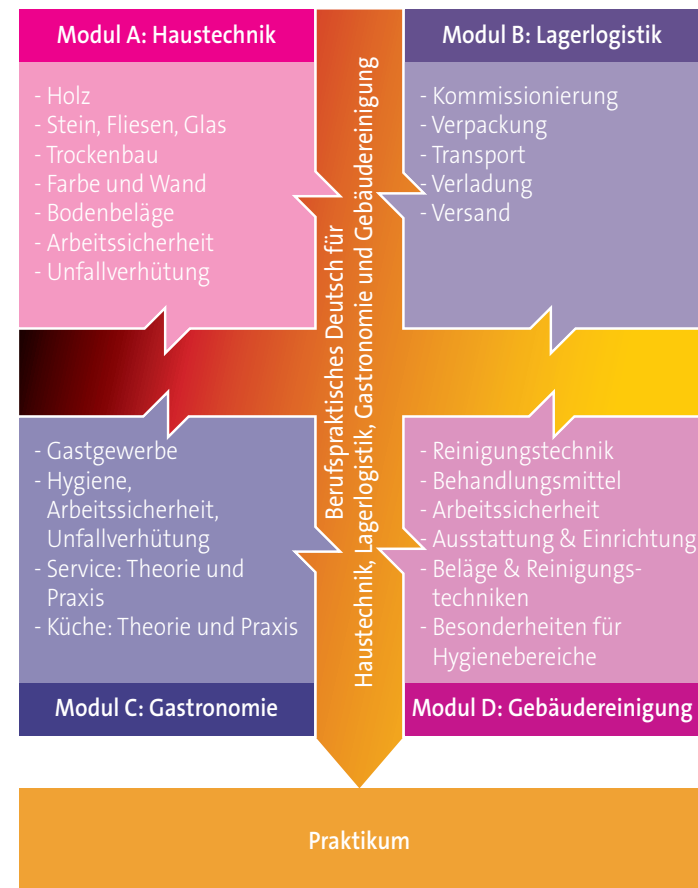 Modul A: Haustechnik
- Holz
- Stein, Fliesen, Glas
- Trockenbau
- Farbe und Wand
- Bodenbeläge
- Arbeitssicherheit
- Unfallverhütung
Berufspraktisches Deutsch für
Haustechnik, Lagerlogistik, Gastronomie und Gebäudereinigung
Modul B: Lagerlogistik
- Kommissionierung
- Verpackung
- Transport
- Verladung
- Versand
- Gastgewerbe
- Hygiene,
Arbeitssicherheit,
Unfallverhütung
- Service: Theorie und
Praxis
- Küche: Theorie und Praxis
Modul C: Gastronomie
- Reinigungstechnik
- Behandlungsmittel
- Arbeitssicherheit
- Ausstattung & Einrichtung
- Beläge & Reinigungs-
techniken
- Besonderheiten für
Hygienebereiche
Modul D: Gebäudereinigung
Praktikum